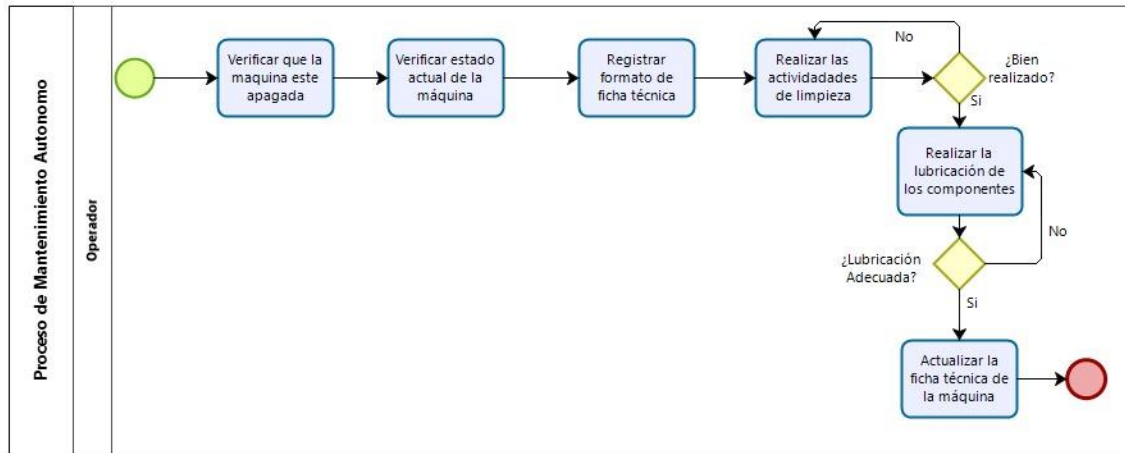 Proceso de Mantenimiento Autonomo
Operador
Verificar que la
maquina este
apagada
Verificar estado
actual de la
máquina
Registrar
formato de
ficha técnica
Realizar las
actividadades
de limpieza
No
¿Bien
realizado?
Si
Realizar la
lubricación de
los componentes
No
¿Lubricación
Adecuada?
Si
Actualizar la
ficha técnica de
la máquina